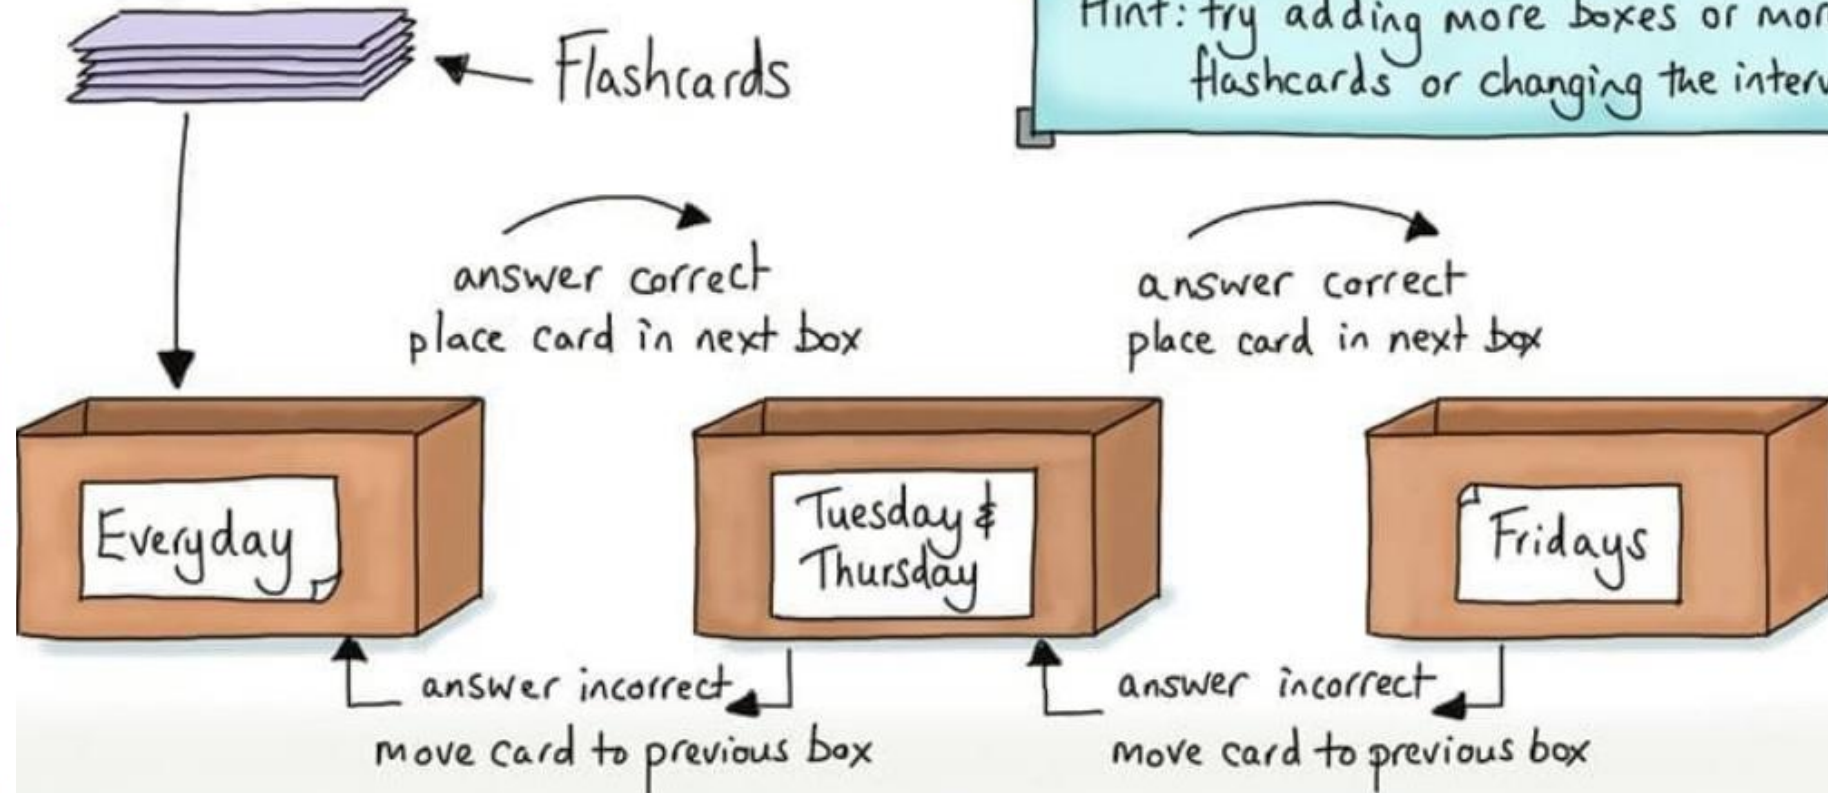 Hint: try adding more boxes or
flashcards or changing the
Flashcards
answer correct
place card in next box
answer correct
place card in next box
Everyday
Tuesday &
Thursday
Fridays
answer incorrect
move card to previous box
answer incorrect
move card to previous box